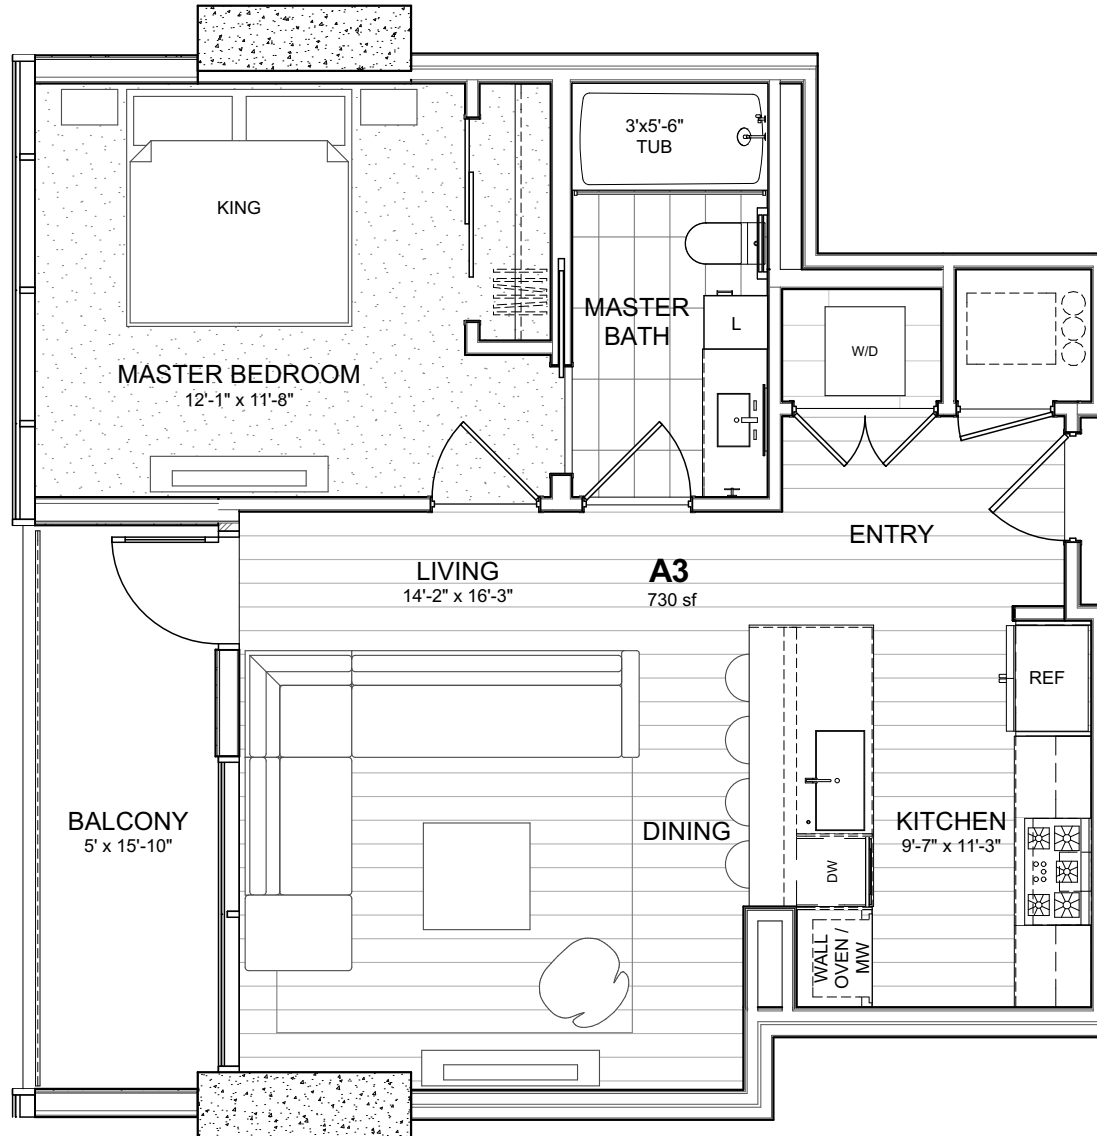 3'x5'-6"
TUB
KING
MASTER
BATH
L
W/D
MASTER BEDROOM
12'-1" x 11'-8"
ENTRY
LIVING
14'-2" x 16'-3"
A3
730 sf
REF
BALCONY
5' x 15'-10"
DINING
KITCHEN
9'-7" x 11'-3"
DW
WALL
OVEN /
MW